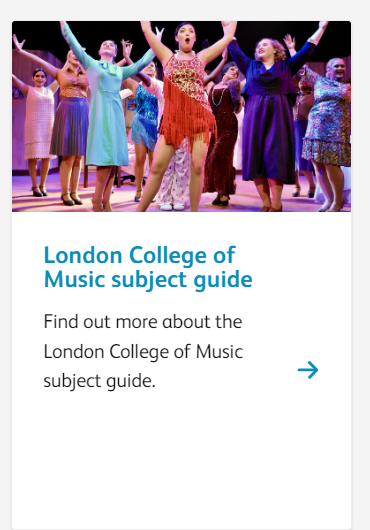 London College of
Music subject guide
Find out more about the
London College of Music
subject guide.